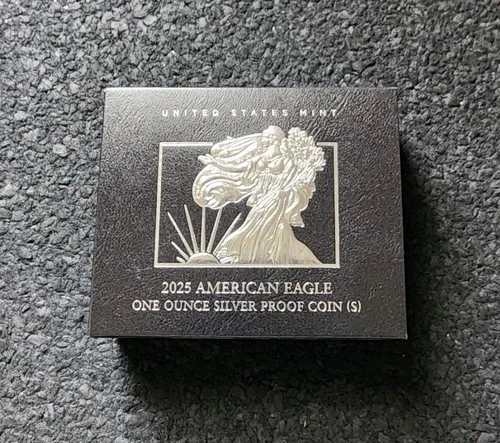 UNITED STATES MINT
2025 AMERICAN EAGLE
ONE OUNCE SILVER PROOF COIN (S)